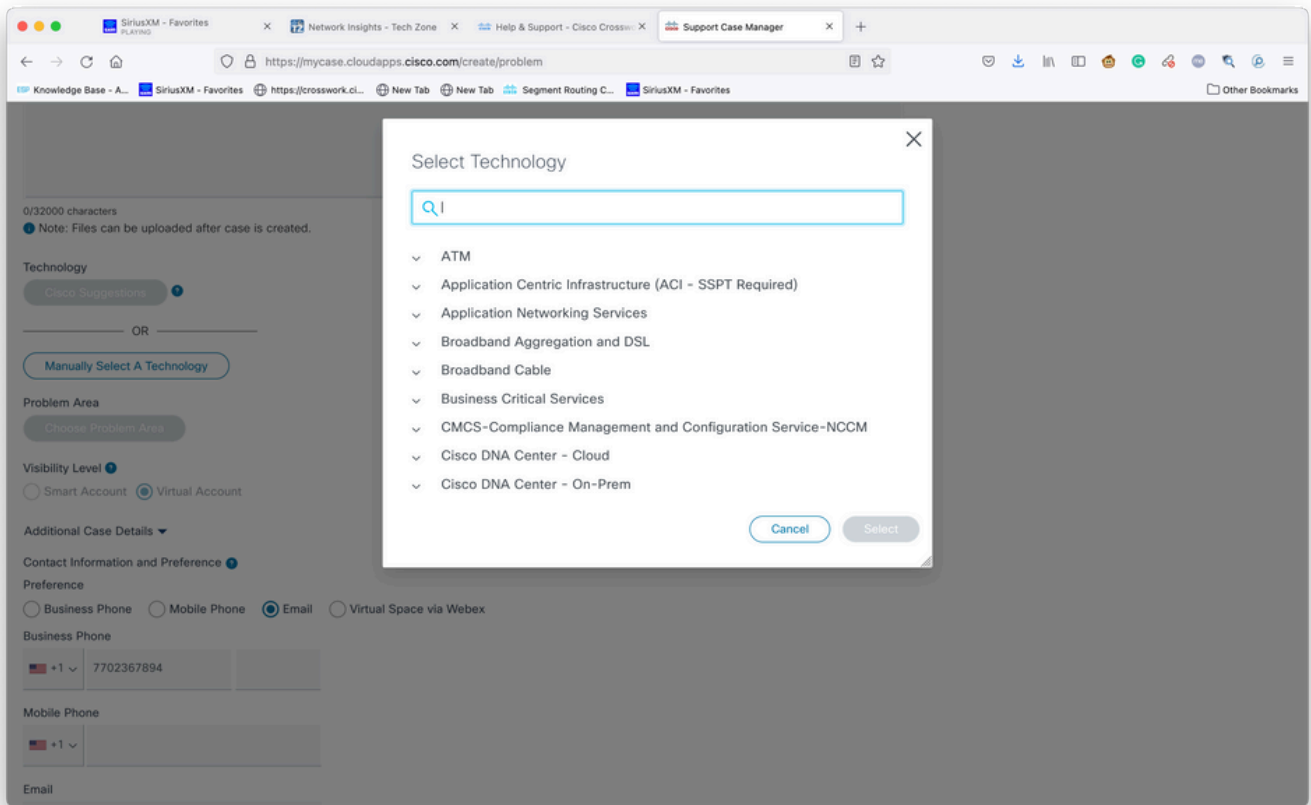 SiriusXM - Favorites
PLAYING
Network Insights - Tech Zone
Help & Support - Cisco Crosswo
Support Case Manager
https://mycase.cloudapps.cisco.com/create/problem
Knowledge Base - A...
SiriusXM - Favorites
https://crosswork.ci...
New Tab
New Tab
Segment Routing C...
SiriusXM - Favorites
Other Bookmarks
Select Technology
ATM
Application Centric Infrastructure (ACI - SSPT Required)
Application Networking Services
Broadband Aggregation and DSL
Broadband Cable
Business Critical Services
CMCS-Compliance Management and Configuration Service-NCCM
Cisco DNA Center - Cloud
Cisco DNA Center - On-Prem
Cancel
Select
0/32000 characters
Note: Files can be uploaded after case is created.
Technology
Cisco Suggestions
OR
Manually Select A Technology
Problem Area
Choose Problem Area
Visibility Level
Smart Account Virtual Account
Additional Case Details
Contact Information and Preference
Preference
Business Phone Mobile Phone Email Virtual Space via Webex
Business Phone
+1 7702367894
Mobile Phone
+1
Email